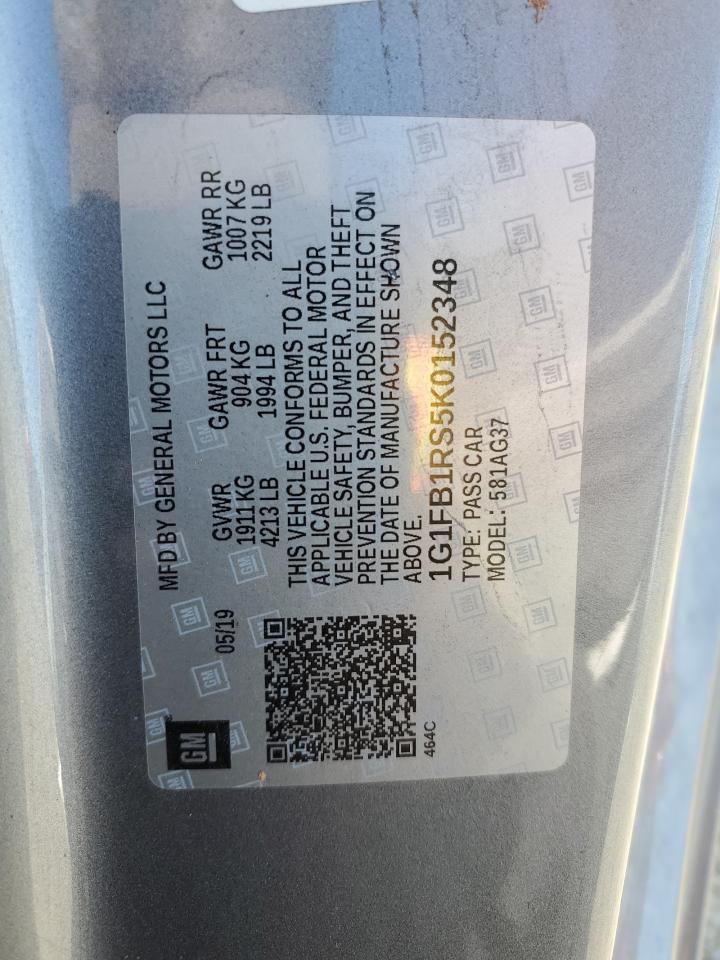 GM
05/19
MFD BY GENERAL MOTORS LLC
GVWR GAWR FRT GAWR RR
1911 KG 904 KG 1007 KG
4213 LB 1994 LB 2219 LB
THIS VEHICLE CONFORMS TO ALL
APPLICABLE U.S. FEDERAL MOTOR
VEHICLE SAFETY, BUMPER, AND THEFT
PREVENTION STANDARDS IN EFFECT ON
THE DATE OF MANUFACTURE SHOWN
ABOVE.
1G1FB1RS5K0152348
TYPE: PASS CAR
MODEL: 581AG37
464C